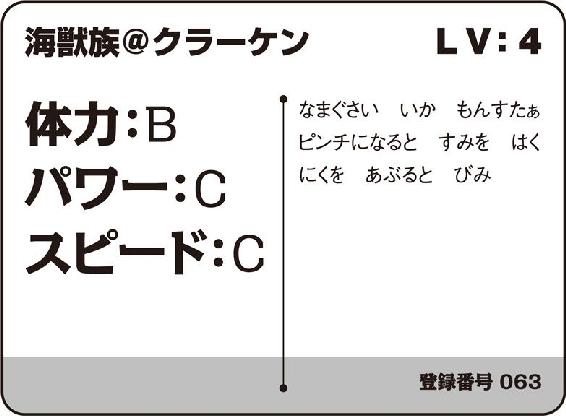 海獣族@クラーケン
LV:4
体力:B
パワー:C
スピード:C
なまぐさい　いか　もんすたぁ
ピンチになると　すみを　はく
にくを　あぶると　びみ
登録番号 063